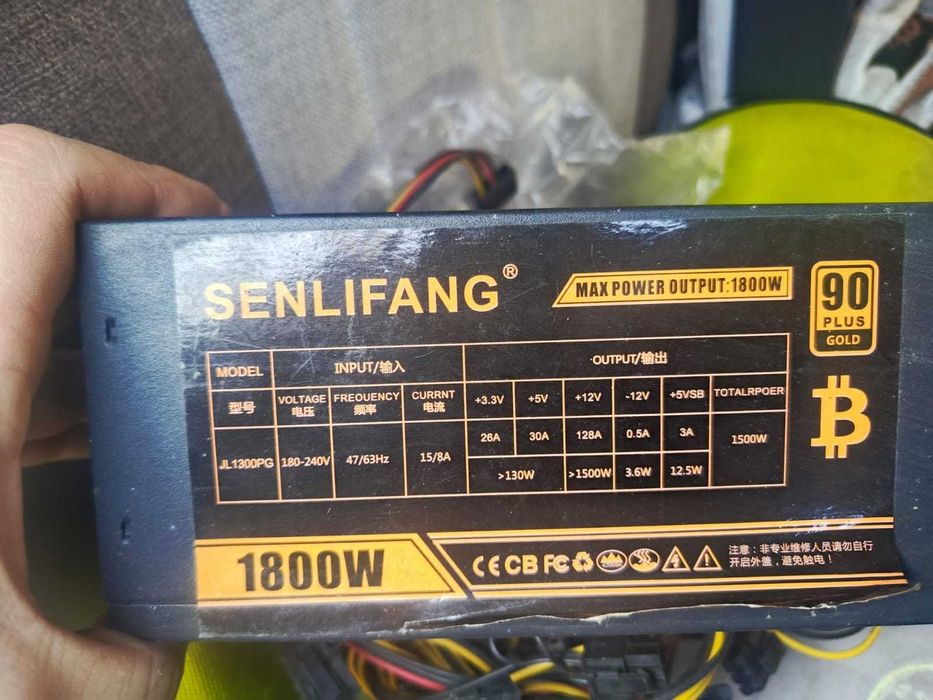 SENLIFANG®
MAX POWER OUTPUT:1800W
90
PLUS
GOLD
MODEL INPUT/输入 OUTPUT/输出
型号 VOLTAGE FREOUENCY CURRNT +3.3V +5V +12V -12V +5VSB TOTALRPOER
电压 频率 电流
JL1300PG 180-240V 47/63Hz 15/8A 26A 30A 128A 0.5A 3A 1500W
>130W >1500W 3.6W 12.5W
₿
1800W
CE CB FC
注意:非专业维修人员请勿自行
开启外盖,避免触电!